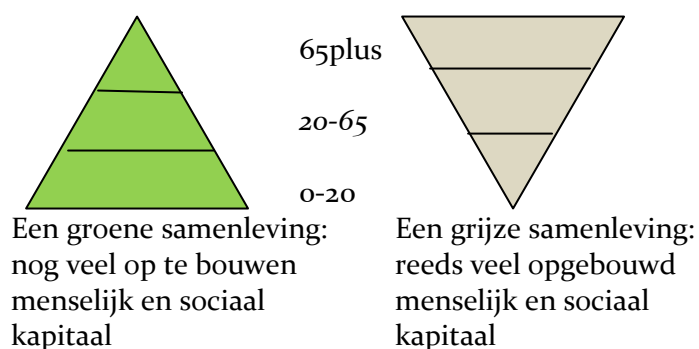 65plus
20-65
0-20
Een groene samenleving:
nog veel op te bouwen
menselijk en sociaal
kapitaal
Een grijze samenleving:
reeds veel opgebouwd
menselijk en sociaal
kapitaal